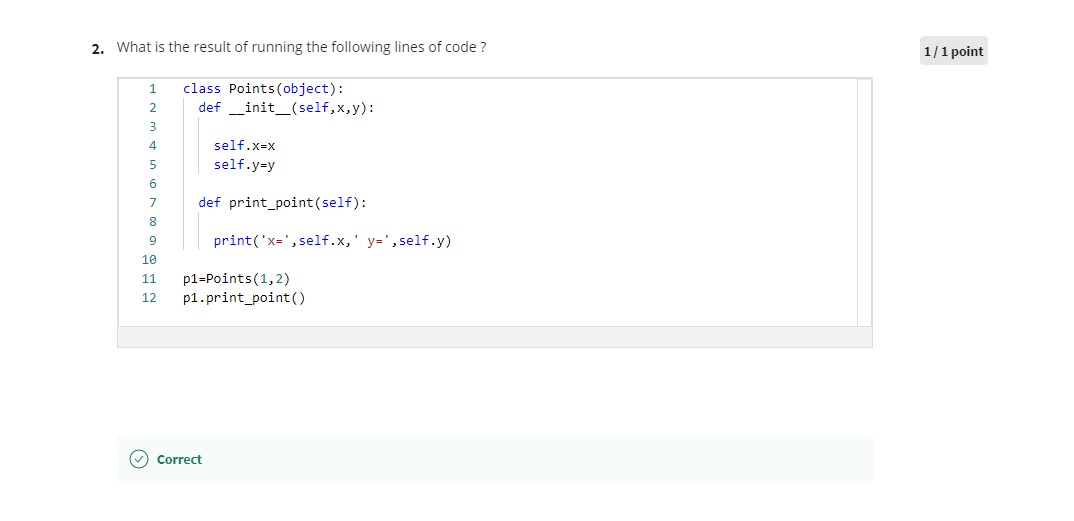 2. What is the result of running the following lines of code ?
1 / 1 point
1 class Points(object):
2 def __init__(self,x,y):
3
4 self.x=x
5 self.y=y
6
7 def print_point(self):
8
9 print('x=',self.x,' y=',self.y)
10
11 p1=Points(1,2)
12 p1.print_point()
Correct